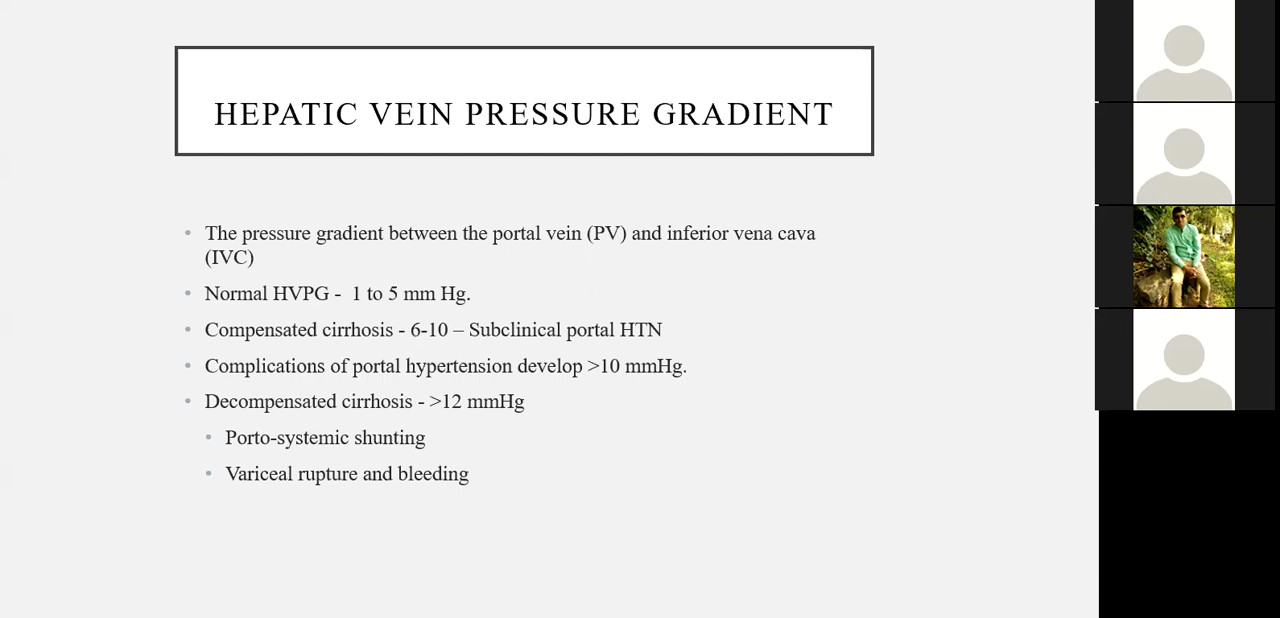 HEPATIC VEIN PRESSURE GRADIENT
• The pressure gradient between the portal vein (PV) and inferior vena cava
(IVC)
• Normal HVPG - 1 to 5 mm Hg.
• Compensated cirrhosis - 6-10 – Subclinical portal HTN
• Complications of portal hypertension develop >10 mmHg.
• Decompensated cirrhosis - >12 mmHg
• Porto-systemic shunting
• Variceal rupture and bleeding